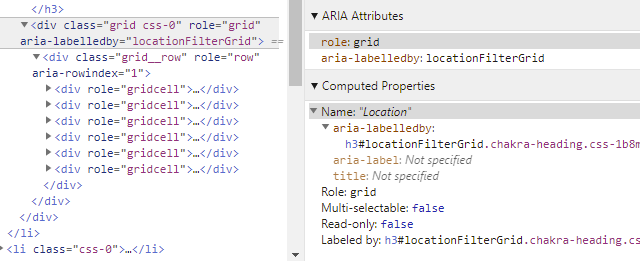 </h3>
▼<div class="grid css-0" role="grid"
aria-labelledby="locationFilterGrid"> ==
▼<div class="grid__row" role="row"
aria-rowindex="1">
▶<div role="gridcell">…</div>
▶<div role="gridcell">…</div>
▶<div role="gridcell">…</div>
▶<div role="gridcell">…</div>
▶<div role="gridcell">…</div>
▶<div role="gridcell">…</div>
</div>
</div>
</div>
</li>
▶<li class="css-0">…</li>
▼ ARIA Attributes
role: grid
aria-labelledby: locationFilterGrid
▼ Computed Properties
▼ Name: "Location"
▼ aria-labelledby:
h3#locationFilterGrid.chakra-heading.css-1b8m
aria-label: Not specified
title: Not specified
Role: grid
Multi-selectable: false
Read-only: false
Labeled by: h3#locationFilterGrid.chakra-heading.cs